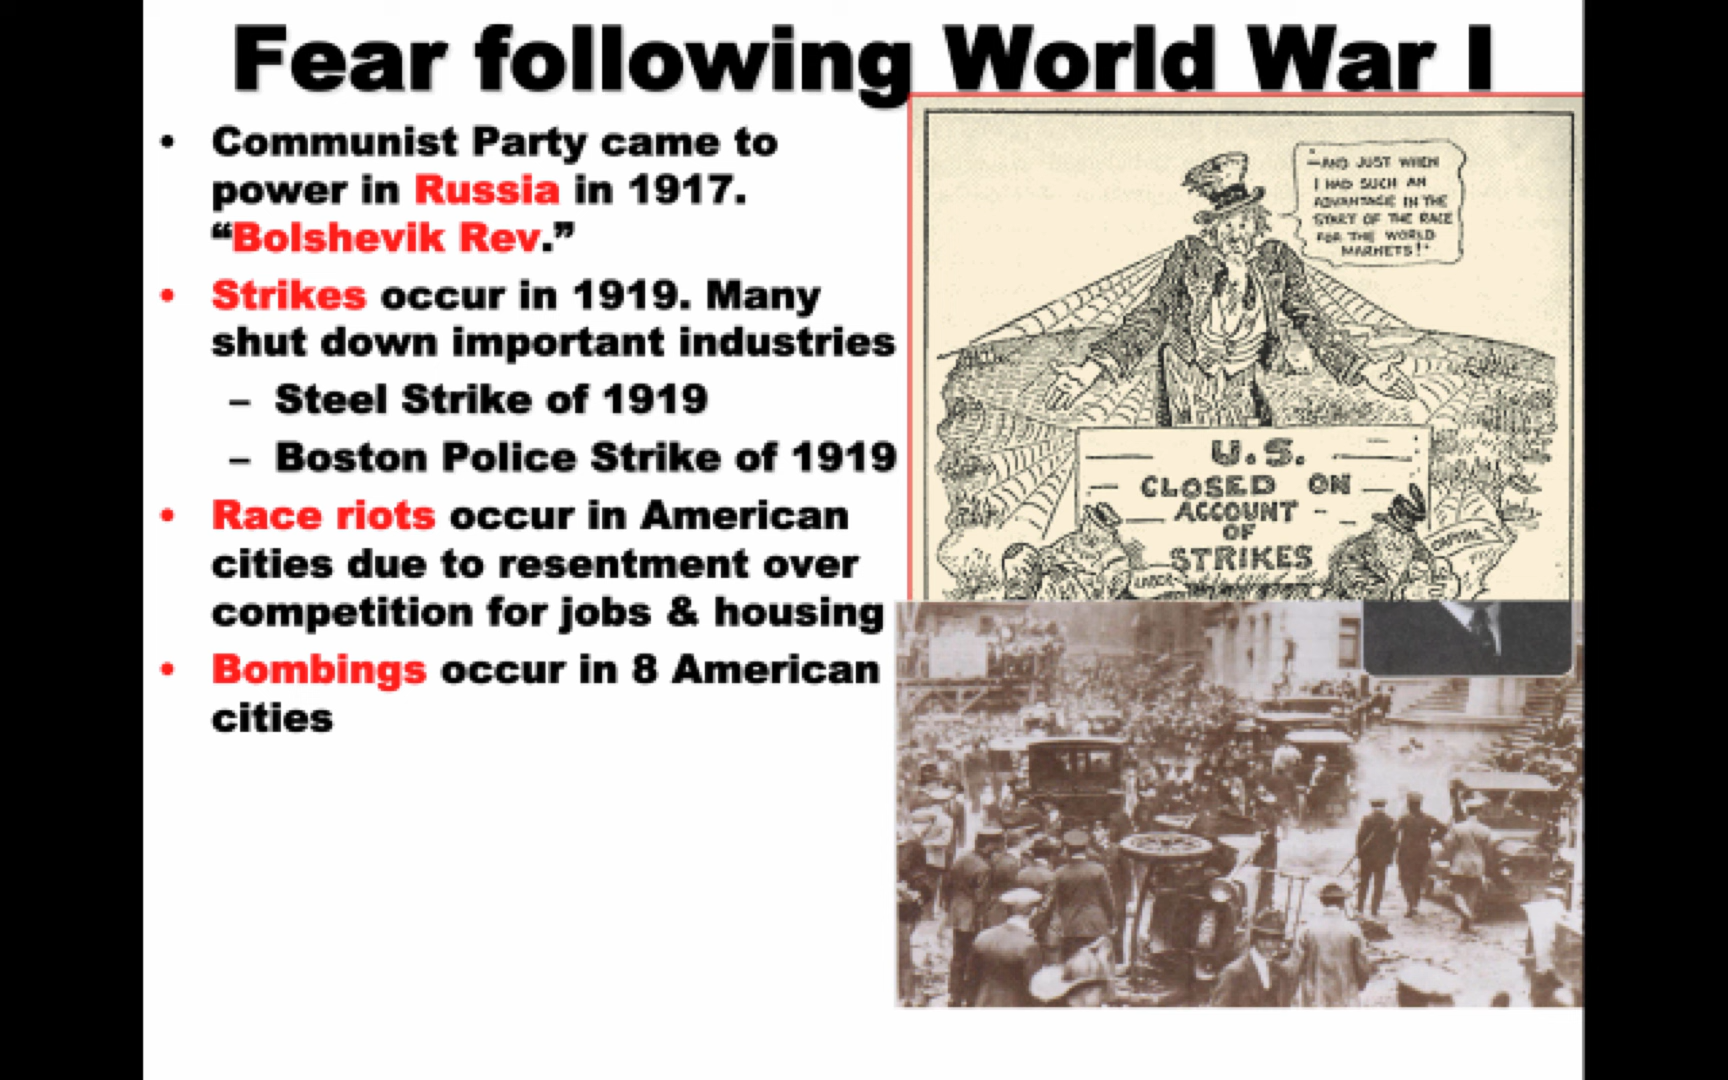 Fear following World War I
• Communist Party came to
power in Russia in 1917.
“Bolshevik Rev.”
• Strikes occur in 1919. Many
shut down important industries
– Steel Strike of 1919
– Boston Police Strike of 1919
• Race riots occur in American
cities due to resentment over
competition for jobs & housing
• Bombings occur in 8 American
cities
"—AND JUST WHEN
I HAD SUCH AN
ADVANTAGE IN THE
START OF THE RACE
FOR THE WORLD
MARKETS!"
U.S.
CLOSED ON
ACCOUNT
OF
STRIKES
LABOR
CAPITAL